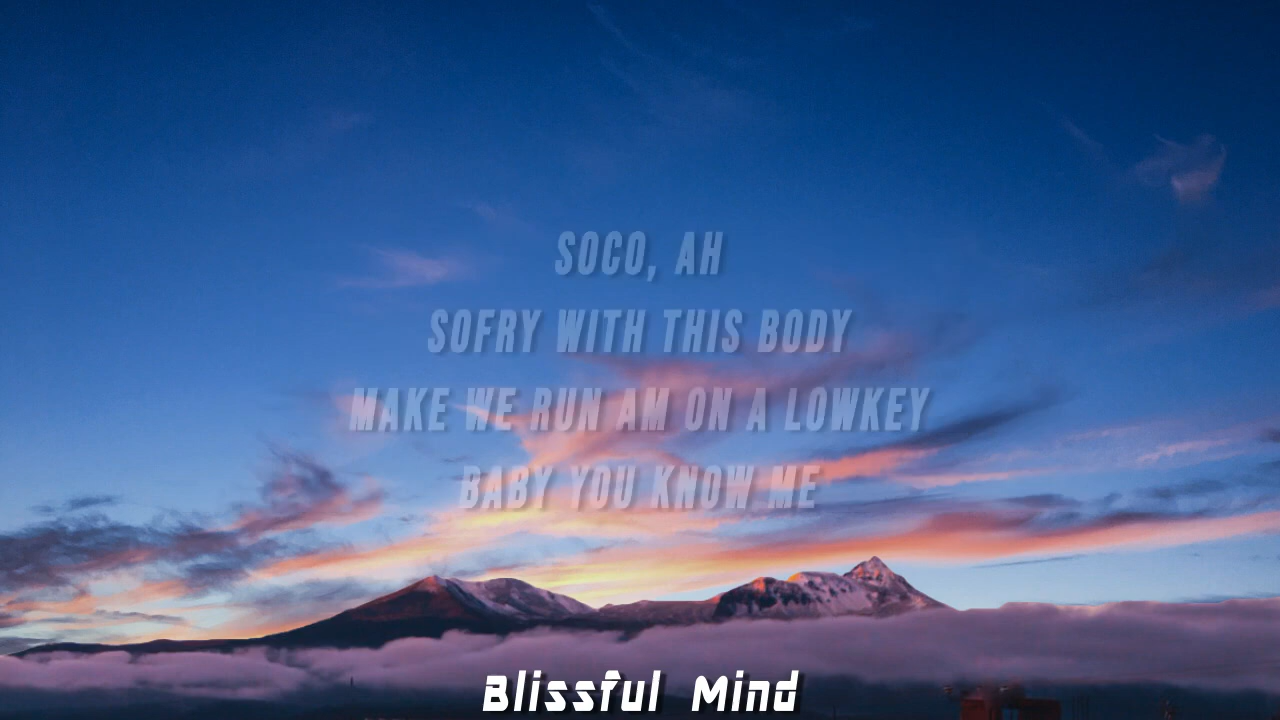 SOCO, AH
SOFRY WITH THIS BODY
MAKE WE RUN AM ON A LOWKEY
BABY YOU KNOW ME
Blissful Mind